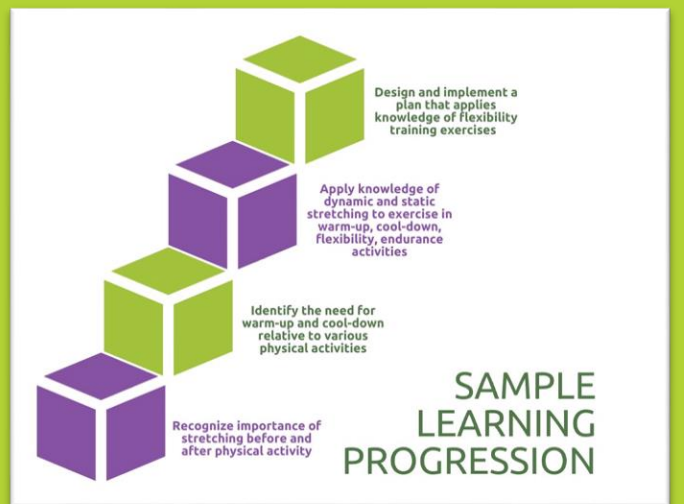 Design and implement a
plan that applies
knowledge of flexibility
training exercises
Apply knowledge of
dynamic and static
stretching to exercise in
warm-up, cool-down,
flexibility, endurance
activities
Identify the need for
warm-up and cool-down
relative to various
physical activities
Recognize importance of
stretching before and
after physical activity
SAMPLE
LEARNING
PROGRESSION